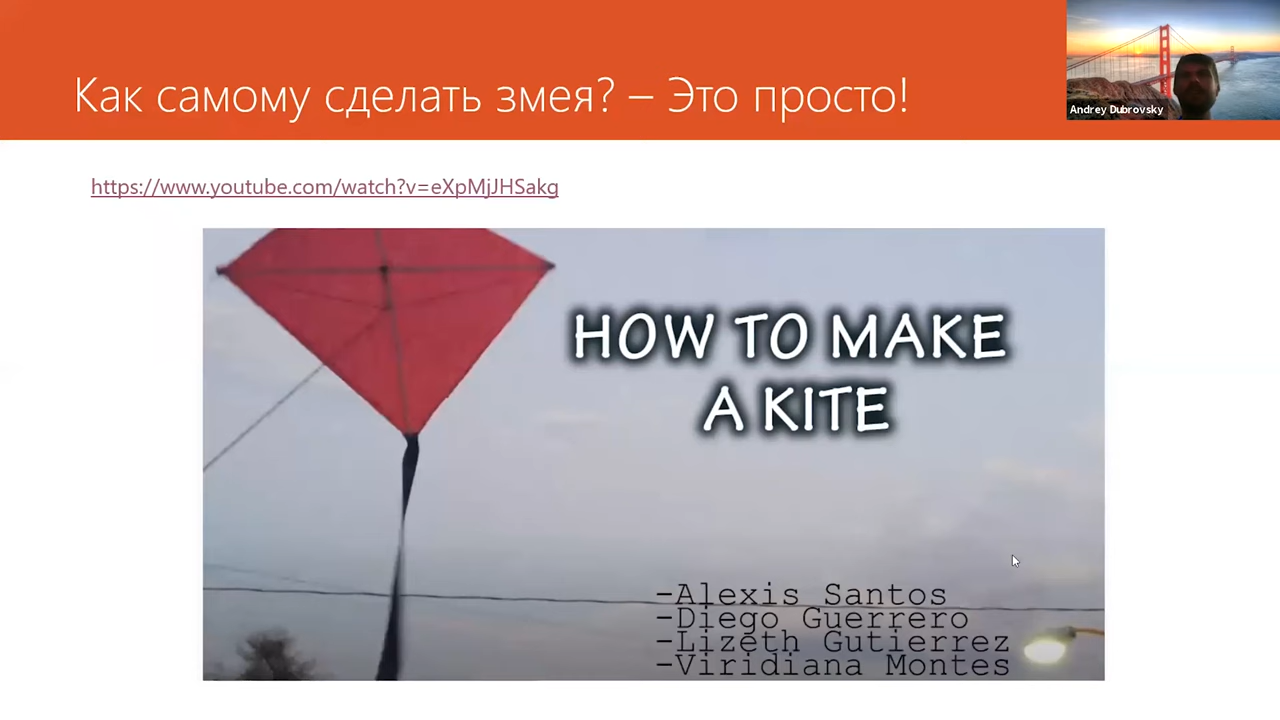 Как самому сделать змея? – Это просто!
Andrey Dubrovsky
https://www.youtube.com/watch?v=eXpMjJHSakg
HOW TO MAKE
A KITE
-Alexis Santos
-Diego Guerrero
-Lizeth Gutierrez
-Viridiana Montes